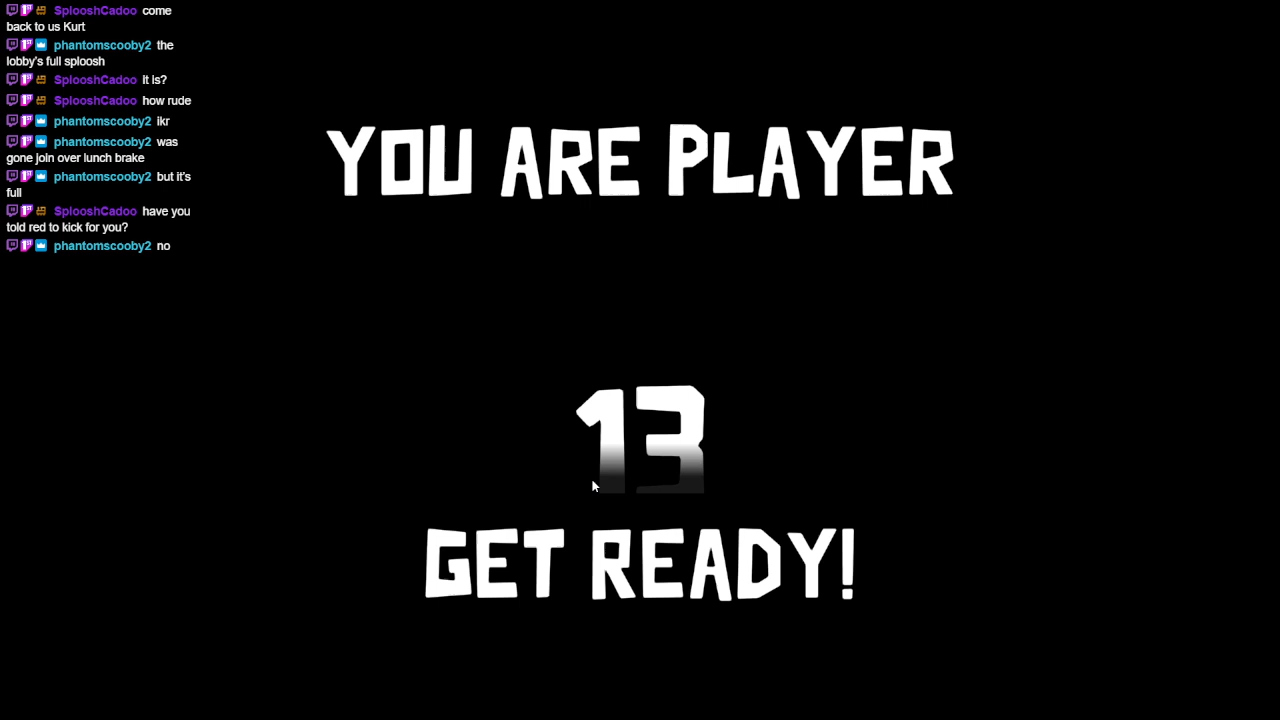 SplooshCadoo come
back to us Kurt
phantomscooby2 the
lobby's full sploosh
SplooshCadoo it is?
SplooshCadoo how rude
phantomscooby2 ikr
phantomscooby2 was
gone join over lunch brake
phantomscooby2 but it's
full
SplooshCadoo have you
told red to kick for you?
phantomscooby2 no
YOU ARE PLAYER
13
GET READY!